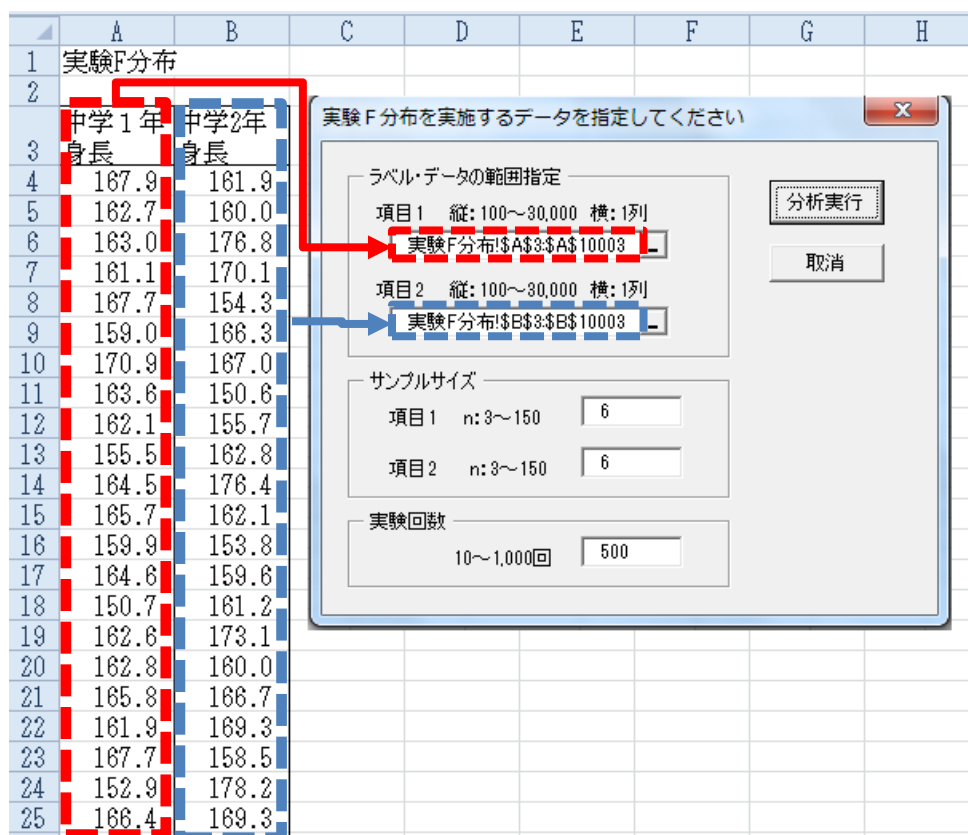 A B C D E F G H
1 実験F分布
2
3 中学1年身長 中学2年身長
4 167.9 161.9
5 162.7 160.0
6 163.0 176.8
7 161.1 170.1
8 167.7 154.3
9 159.0 166.3
10 170.9 167.0
11 163.6 150.6
12 162.1 155.7
13 155.5 162.8
14 164.5 176.4
15 165.7 162.1
16 159.9 153.8
17 164.6 159.6
18 150.7 161.2
19 162.6 173.1
20 162.8 160.0
21 165.8 166.7
22 161.9 169.3
23 167.7 158.5
24 152.9 178.2
25 166.4 169.3
実験F分布を実施するデータを指定してください
x
ラベル・データの範囲指定
項目1 縦:100~30,000 横:1列
実験F分布!$A$3:$A$10003
項目2 縦:100~30,000 横:1列
実験F分布!$B$3:$B$10003
サンプルサイズ
項目1 n:3~150 6
項目2 n:3~150 6
実験回数
10~1,000回 500
分析実行
取消